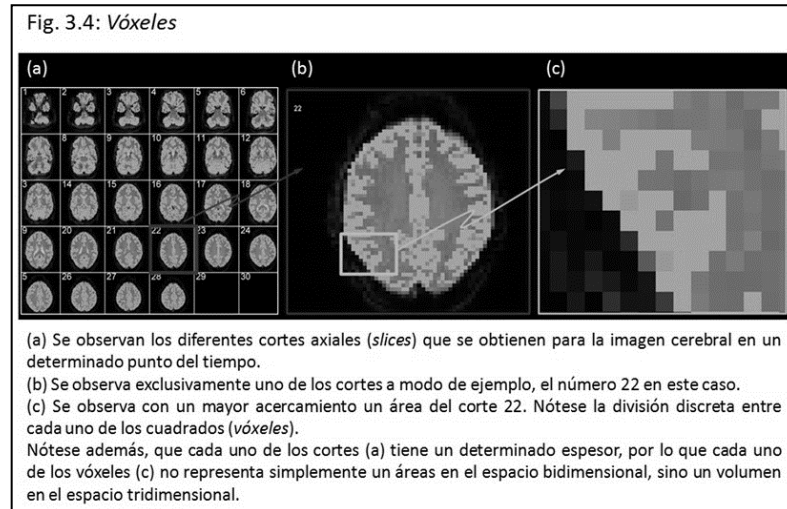 Fig. 3.4: Vóxeles
(a)
(b)
(c)
1 2 3 4 5 6
8 9 10 11 12
3 14 15 16 17 18
9 20 21 22 23 24
5 26 27 28 29 30
22
(a) Se observan los diferentes cortes axiales (slices) que se obtienen para la imagen cerebral en un
determinado punto del tiempo.
(b) Se observa exclusivamente uno de los cortes a modo de ejemplo, el número 22 en este caso.
(c) Se observa con un mayor acercamiento un área del corte 22. Nótese la división discreta entre
cada uno de los cuadrados (vóxeles).
Nótese además, que cada uno de los cortes (a) tiene un determinado espesor, por lo que cada uno
de los vóxeles (c) no representa simplemente un áreas en el espacio bidimensional, sino un volumen
en el espacio tridimensional.